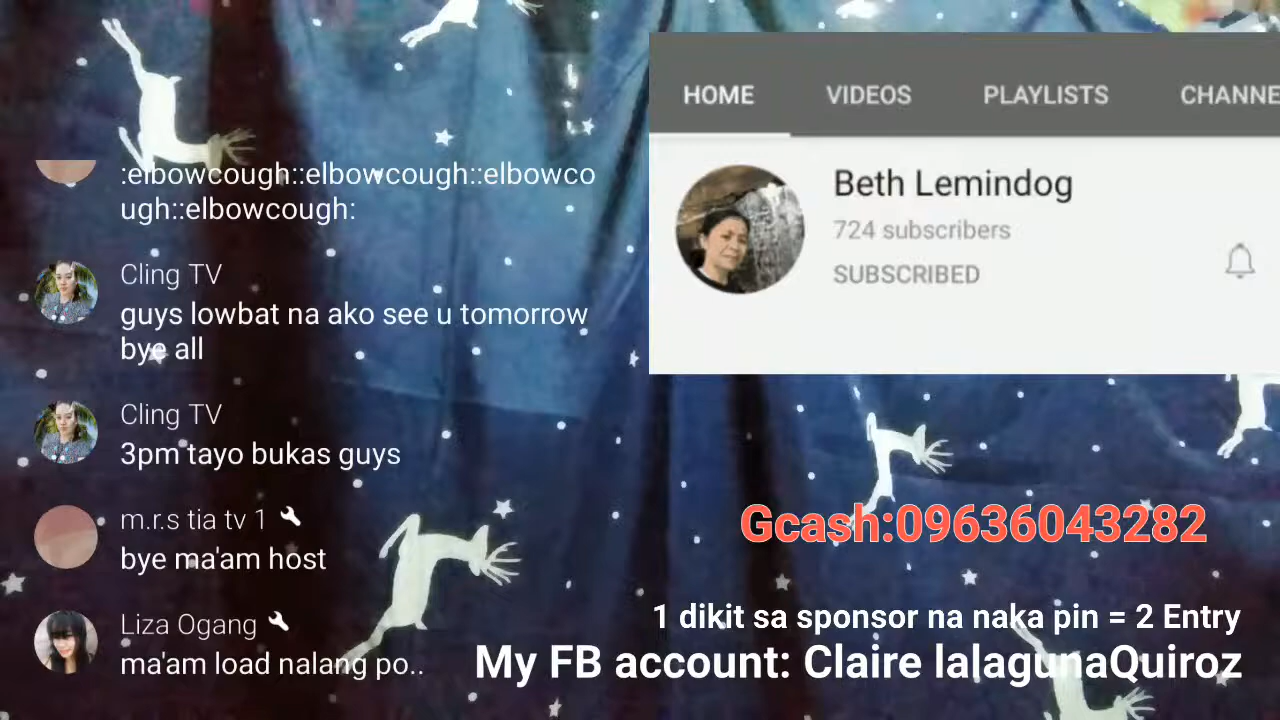 :elbowcough::elbowcough::elbowco
ugh::elbowcough:
Cling TV
guys lowbat na ako see u tomorrow
bye all
Cling TV
3pm tayo bukas guys
m.r.s tia tv 1
bye ma'am host
Liza Ogang
ma'am load nalang po..
HOME VIDEOS PLAYLISTS CHANNE
Beth Lemindog
724 subscribers
SUBSCRIBED
Gcash:09636043282
1 dikit sa sponsor na naka pin = 2 Entry
My FB account: Claire lalagunaQuiroz